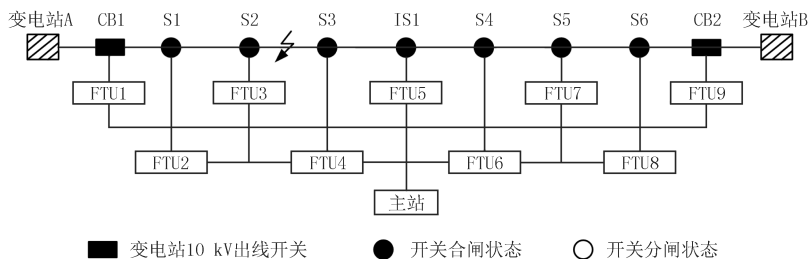 变电站A CB1 S1 S2 S3 IS1 S4 S5 S6 CB2 变电站B
FTU1 FTU3 FTU5 FTU7 FTU9
FTU2 FTU4 FTU6 FTU8
主站
变电站10 kV出线开关 开关合闸状态 开关分闸状态